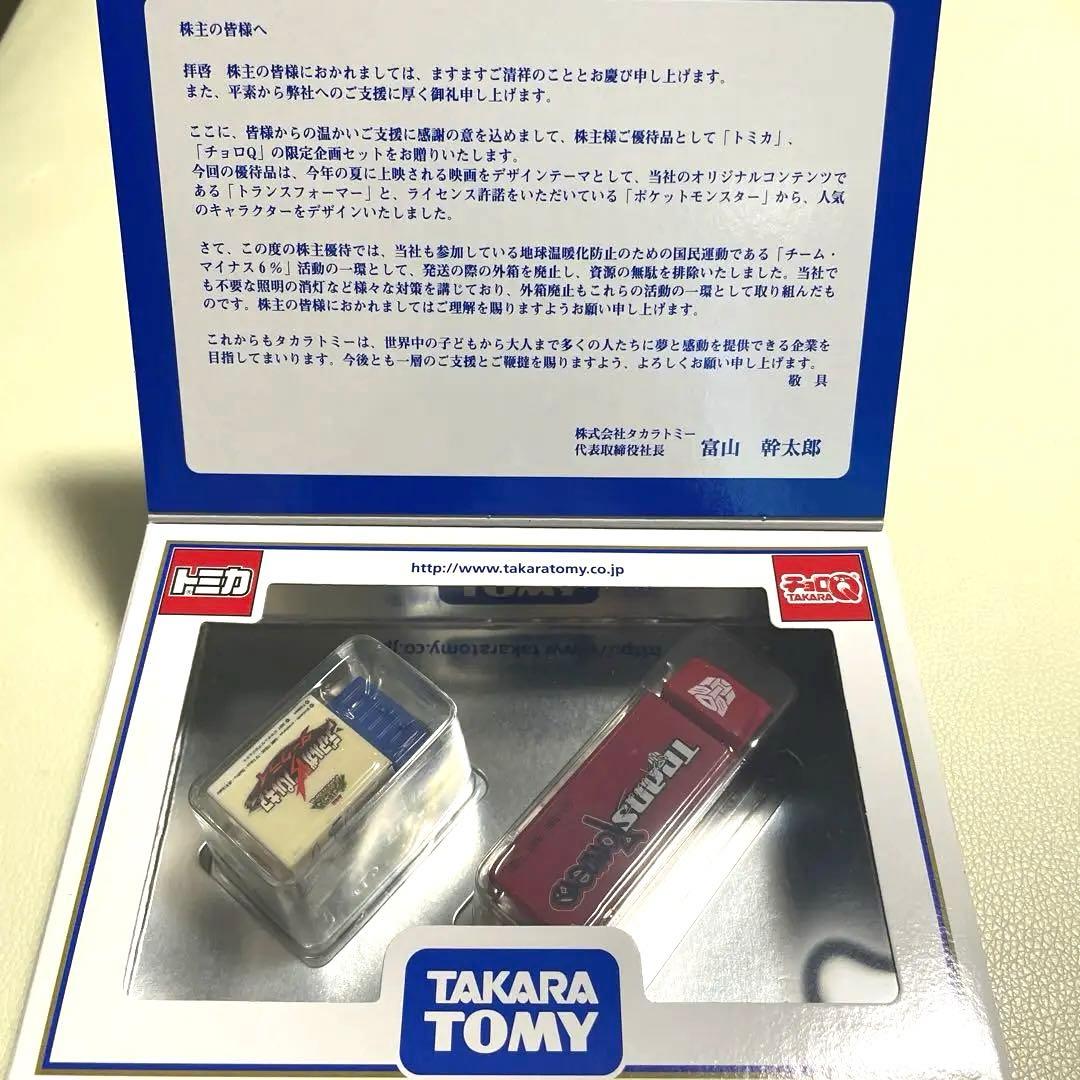 株主の皆様へ
拝啓　株主の皆様におかれましては、ますますご清祥のこととお慶び申し上げます。
また、平素から弊社へのご支援に厚く御礼申し上げます。
ここに、皆様からの温かいご支援に感謝の意を込めまして、株主様ご優待品として「トミカ」、
「チョロQ」の限定企画セットをお贈りいたします。
今回の優待品は、今年の夏に上映される映画をデザインテーマとして、当社のオリジナルコンテンツで
ある「トランスフォーマー」と、ライセンス許諾をいただいている「ポケットモンスター」から、人気
のキャラクターをデザインいたしました。
さて、この度の株主優待では、当社も参加している地球温暖化防止のための国民運動である「チーム・
マイナス6％」活動の一環として、発送の際の外箱を廃止し、資源の無駄を排除いたしました。当社で
も不要な照明の消灯など様々な対策を講じており、外箱廃止もこれらの活動の一環として取り組んだも
のです。株主の皆様におかれましてはご理解を賜りますようお願い申し上げます。
これからもタカラトミーは、世界中の子どもから大人まで多くの人たちに夢と感動を提供できる企業を
目指してまいります。今後とも一層のご支援とご鞭撻を賜りますよう、よろしくお願い申し上げます。
敬　具
株式会社タカラトミー
代表取締役社長　富山　幹太郎
トミカ
http://www.takaratomy.co.jp
チョロQ
TAKARA
TOMY
http://www.takaratomy.co.jp
TRANSFORMERS
TAKARA
TOMY